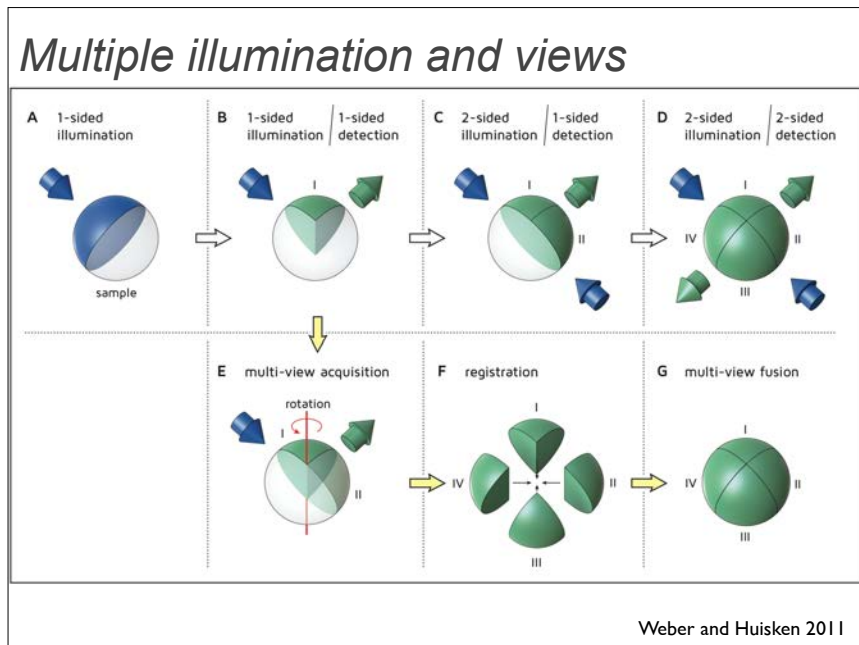 Multiple illumination and views
A 1-sided illumination
B 1-sided illumination / 1-sided detection
C 2-sided illumination / 1-sided detection
D 2-sided illumination / 2-sided detection
sample
I
I
II
I
IV
II
III
E multi-view acquisition
rotation
I
II
F registration
I
IV
II
III
G multi-view fusion
I
IV
II
III
Weber and Huisken 2011